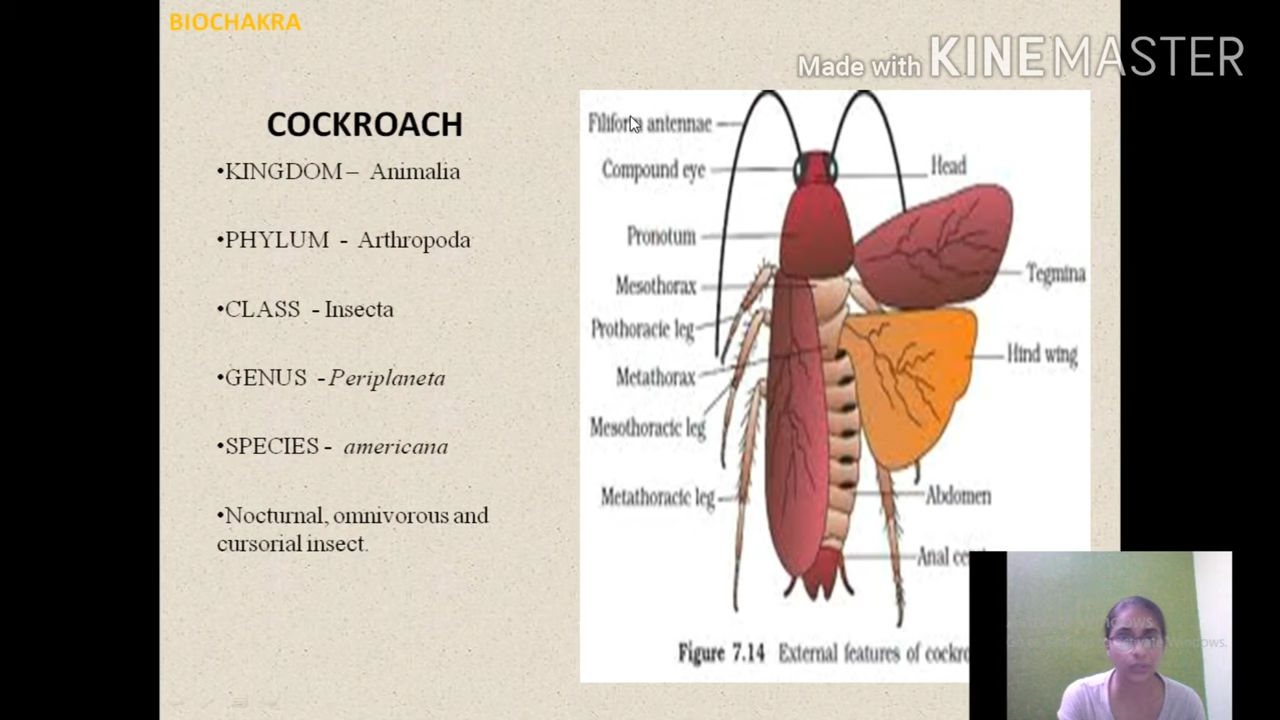 BIOCHAKRA
Made with KINEMASTER
COCKROACH
•KINGDOM – Animalia
•PHYLUM - Arthropoda
•CLASS - Insecta
•GENUS - Periplaneta
•SPECIES - americana
•Nocturnal, omnivorous and
cursorial insect.
Filiform antennae
Compound eye
Head
Pronotum
Tegmina
Mesothorax
Prothoracic leg
Hind wing
Metathorax
Mesothoracic leg
Metathoracic leg
Abdomen
Anal
Figure 7.14 External features of